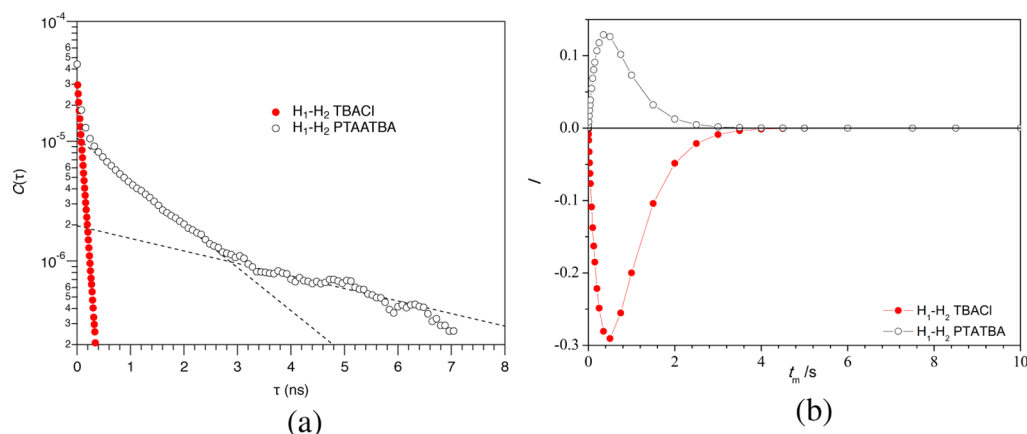 10-4
6
5
4
3
2
10-5
6
5
4
3
2
10-6
6
5
4
3
2
C(τ)
H1-H2 TBACl
H1-H2 PTAATBA
0 1 2 3 4 5 6 7 8
τ (ns)
(a)
0.1
0.0
-0.1
-0.2
-0.3
I
H1-H2 TBACl
H1-H2 PTATBA
0 2 4 6 8 10
tm /s
(b)